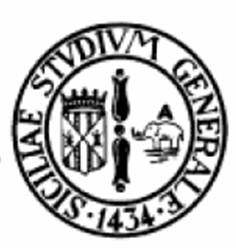 SICILIAE STVDIVM GENERALE
·1434·
A